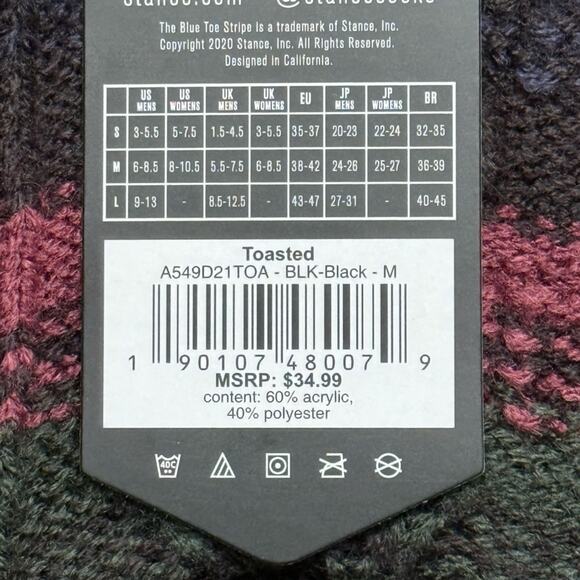 stance.com @stancesocks
The Blue Toe Stripe is a trademark of Stance, Inc.
Copyright 2020 Stance, Inc. All Rights Reserved.
Designed in California.
US MENS US WOMENS UK MENS UK WOMENS EU JP MENS JP WOMENS BR
S 3-5.5 5-7.5 1.5-4.5 3-5.5 35-37 20-23 22-24 32-35
M 6-8.5 8-10.5 5.5-7.5 6-8.5 38-42 24-26 25-27 36-39
L 9-13 - 8.5-12.5 - 43-47 27-31 - 40-45
Toasted
A549D21TOA - BLK-Black - M
1 90107 48007 9
MSRP: $34.99
content: 60% acrylic,
40% polyester
40C